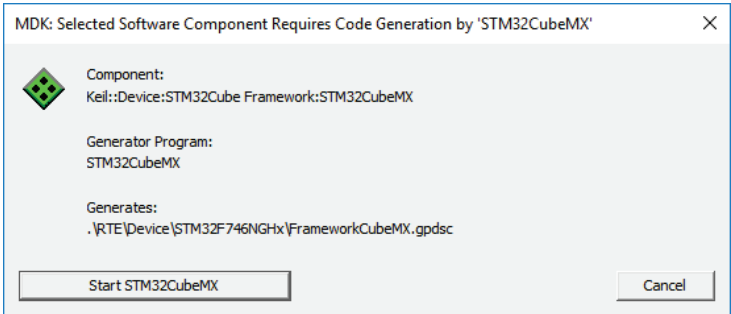 MDK: Selected Software Component Requires Code Generation by 'STM32CubeMX'
Component:
Keil::Device:STM32Cube Framework:STM32CubeMX
Generator Program:
STM32CubeMX
Generates:
.\RTE\Device\STM32F746NGHx\FrameworkCubeMX.gpdsc
Start STM32CubeMX
Cancel